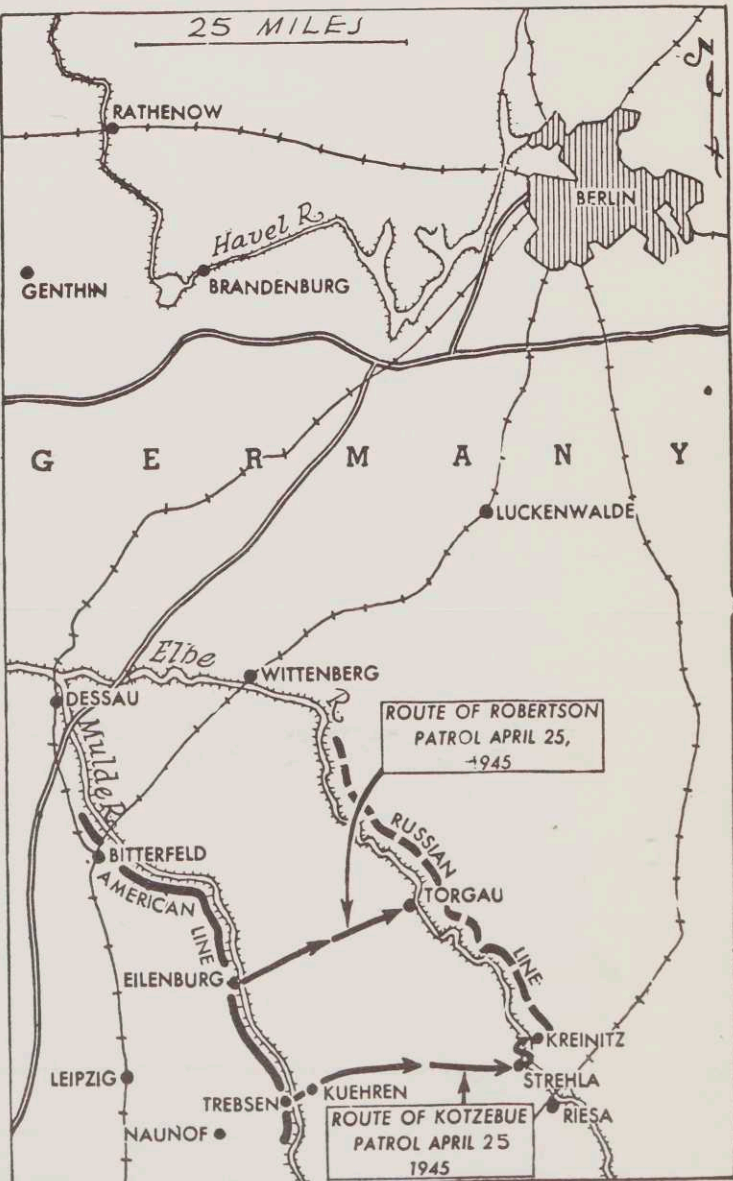 25 MILES
N
RATHENOW
BERLIN
Havel R.
GENTHIN
BRANDENBURG
GERMANY
LUCKENWALDE
Elbe R
WITTENBERG
DESSAU
ROUTE OF ROBERTSON
PATROL APRIL 25,
1945
Mulde R.
RUSSIAN LINE
BITTERFELD
AMERICAN LINE
TORGAU
EILENBURG
KREINITZ
LEIPZIG
STREHLA
KUEHREN
TREBSEN
RIESA
NAUNOF
ROUTE OF KOTZEBUE
PATROL APRIL 25
1945